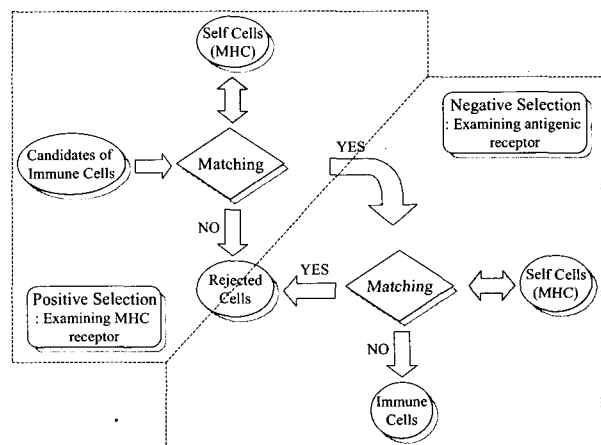 Self Cells
(MHC)
Negative Selection
: Examining antigenic
receptor
Candidates of
Immune Cells
Matching
YES
NO
Rejected
Cells
YES
Matching
Self Cells
(MHC)
Positive Selection
: Examining MHC
receptor
NO
Immune
Cells